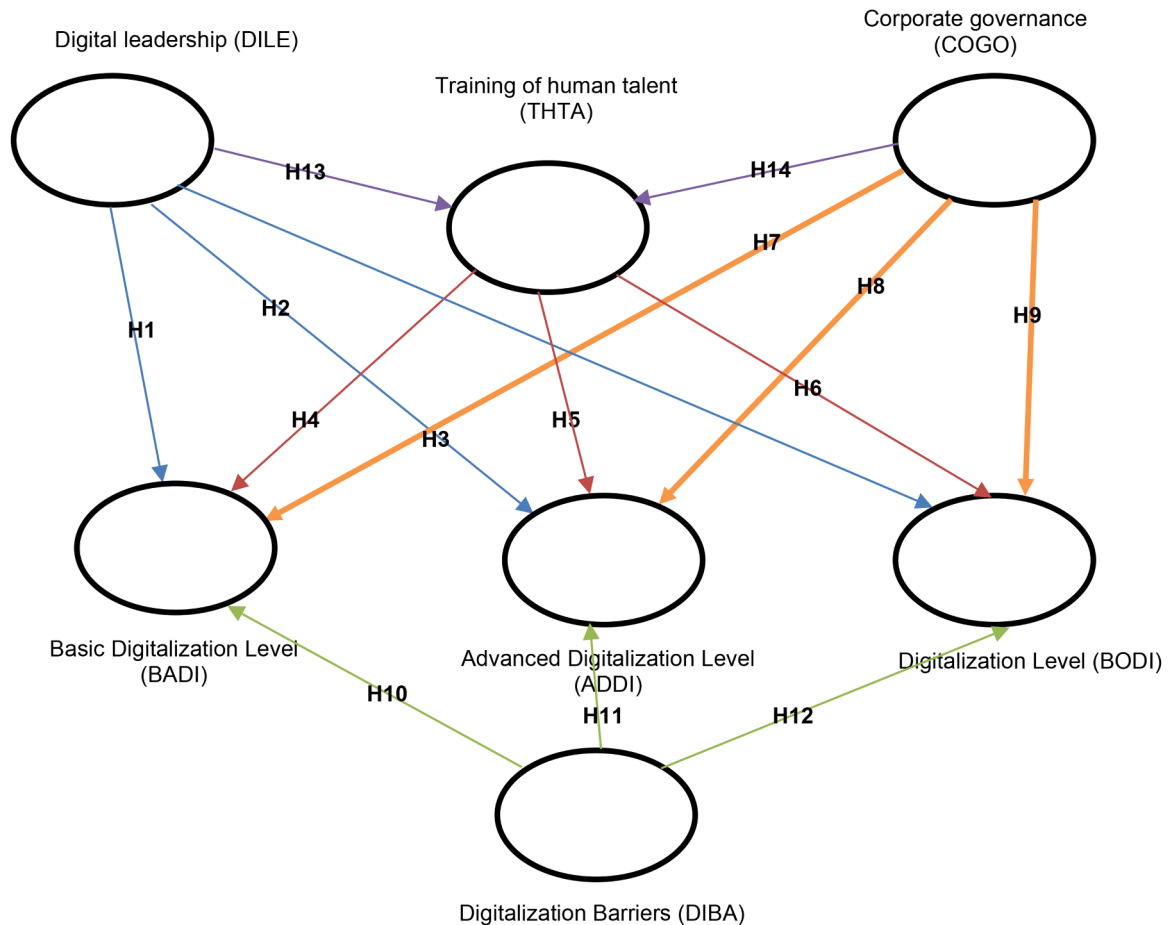 Digital leadership (DILE)
Corporate governance
(COGO)
Training of human talent
(THTA)
H13
H14
H7
H8
H2
H9
H1
H6
H4
H5
H3
Basic Digitalization Level
(BADI)
Advanced Digitalization Level
(ADDI)
Digitalization Level (BODI)
H10
H11
H12
Digitalization Barriers (DIBA)